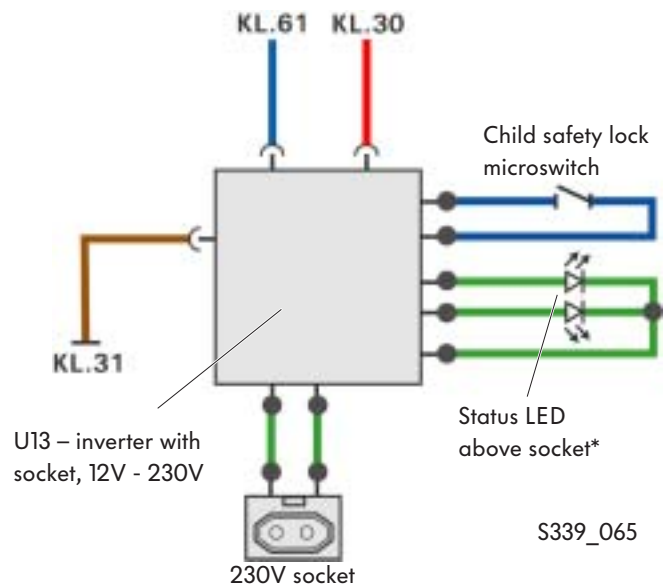 KL.61 KL.30
Child safety lock
microswitch
KL.31
U13 – inverter with
socket, 12V - 230V
Status LED
above socket*
S339_065
230V socket